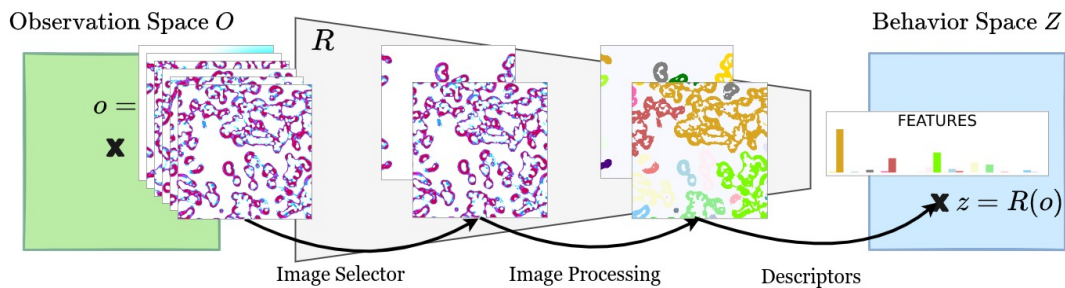 Observation Space O
Behavior Space Z
R
o =
FEATURES
z = R(o)
Image Selector
Image Processing
Descriptors